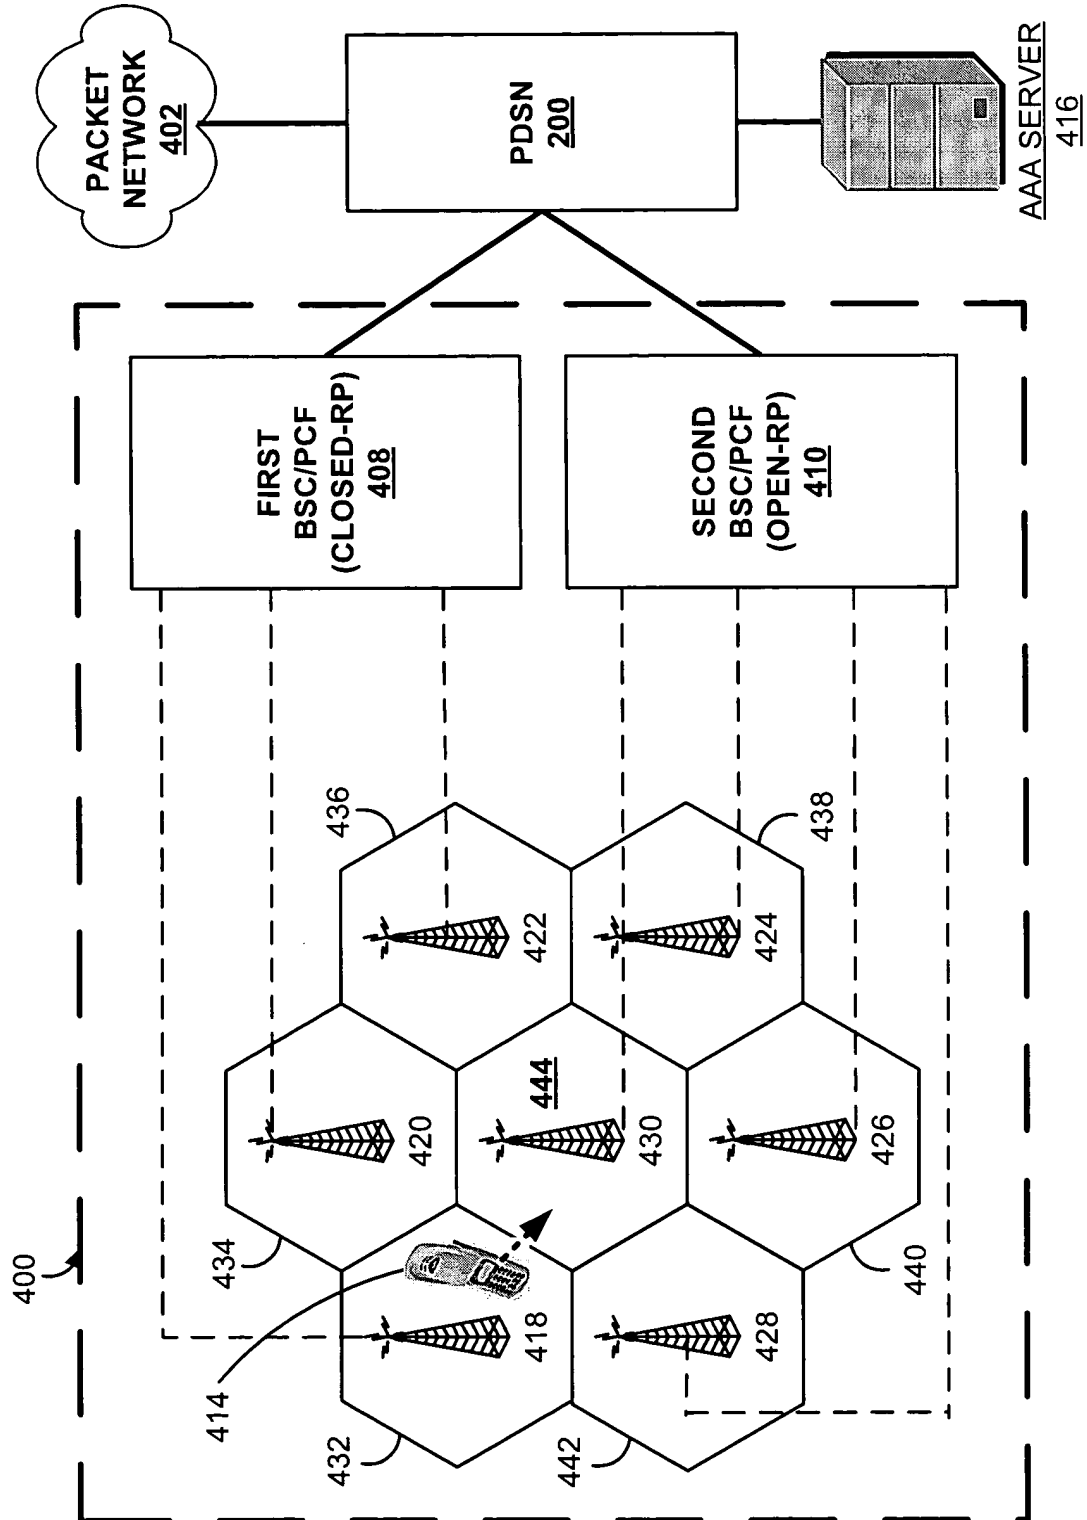 400
414
432
434
436
442
440
438
418
420
422
444
430
428
426
424
FIRST
BSC/PCF
(CLOSED-RP)
408
SECOND
BSC/PCF
(OPEN-RP)
410
PACKET
NETWORK
402
PDSN
200
AAA SERVER
416